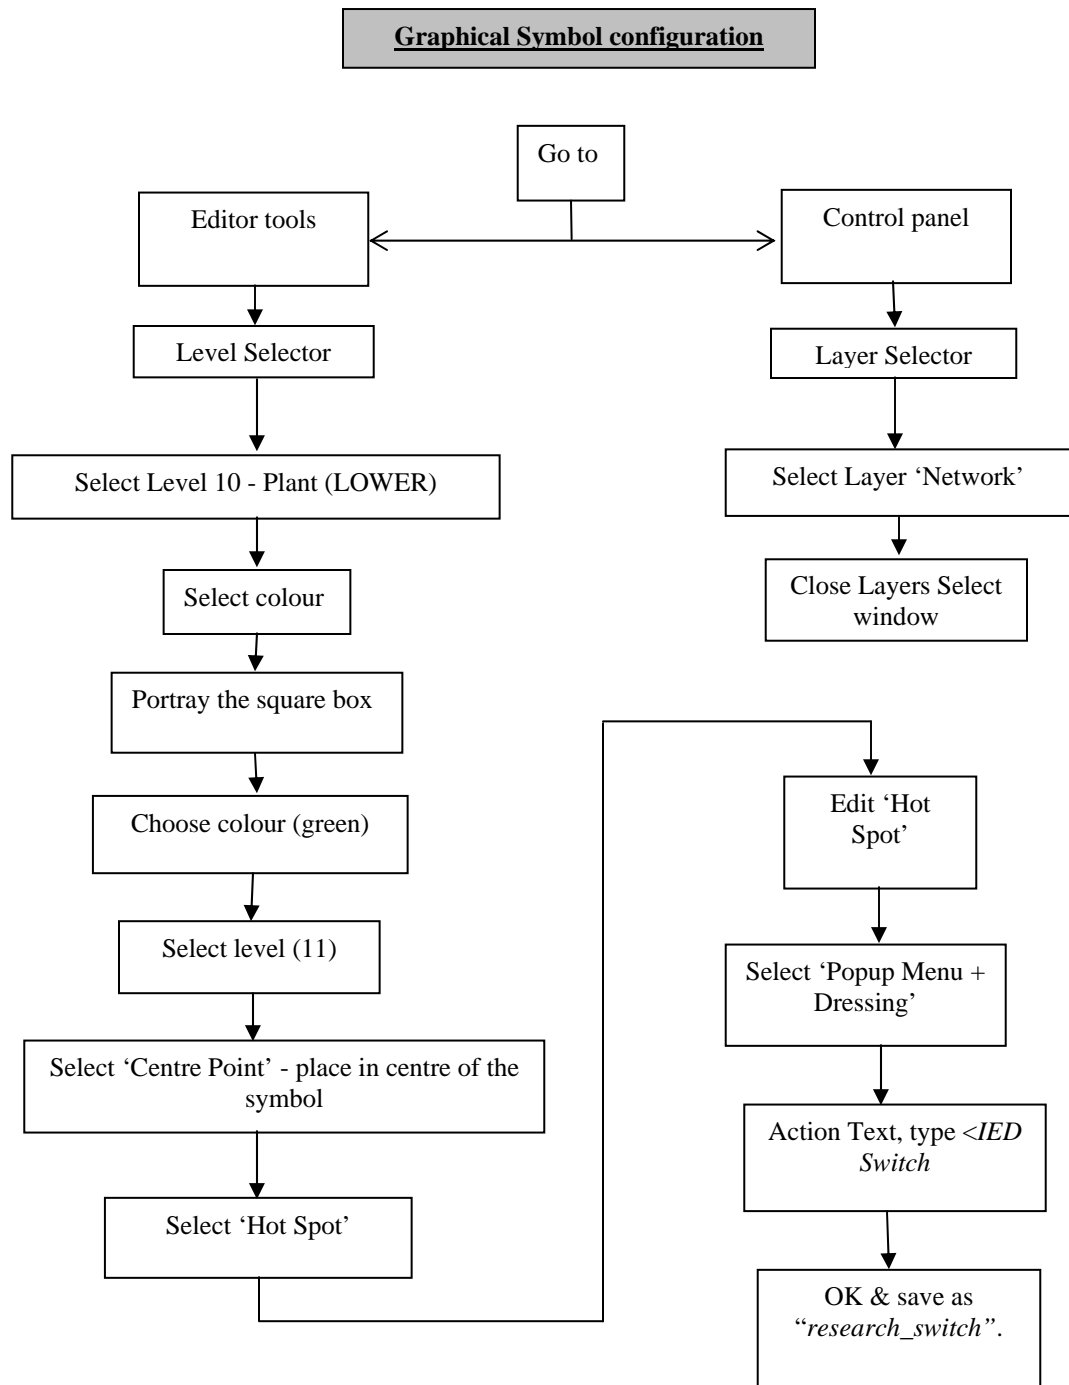 Graphical Symbol configuration
Go to
Editor tools
Control panel
Level Selector
Layer Selector
Select Level 10 - Plant (LOWER)
Select Layer ‘Network’
Select colour
Close Layers Select
window
Portray the square box
Choose colour (green)
Select level (11)
Select ‘Centre Point’ - place in centre of the
symbol
Select ‘Hot Spot’
Edit ‘Hot
Spot’
Select ‘Popup Menu +
Dressing’
Action Text, type <IED
Switch
OK & save as
“research_switch”.